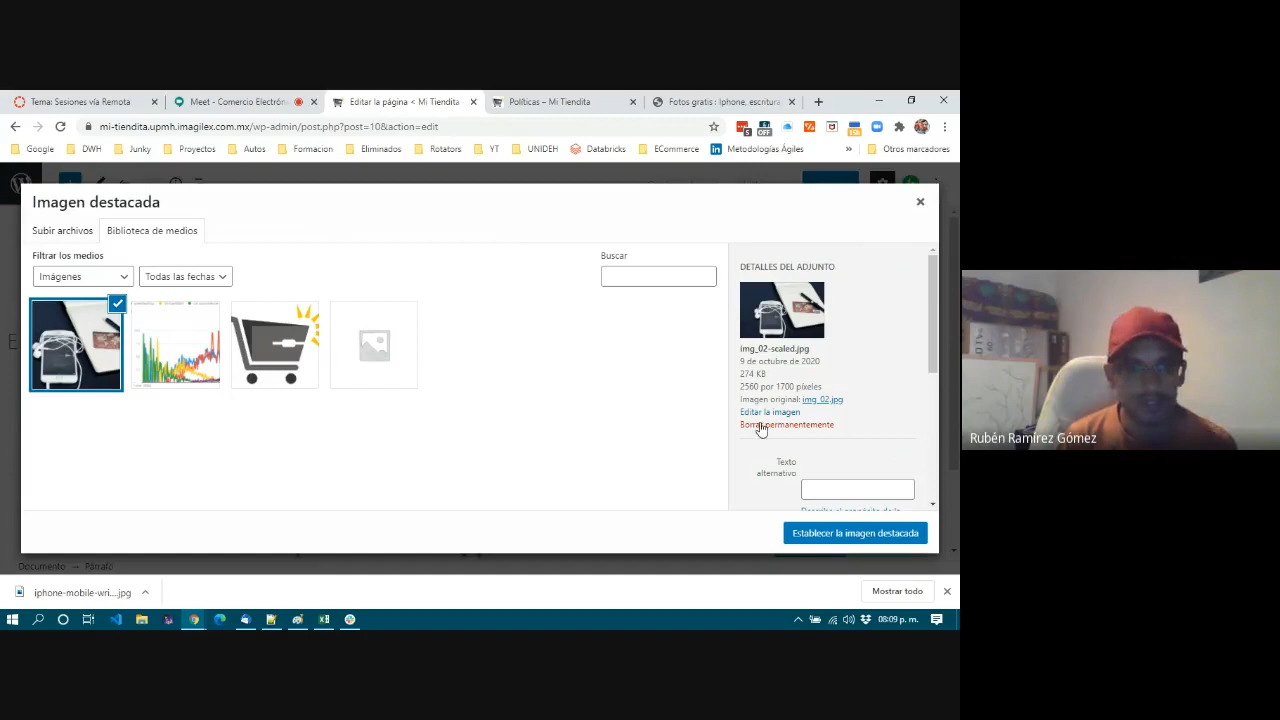 Tema: Sesiones vía Remota
Meet - Comercio Electrón
Editar la página < Mi Tiendita -
Políticas – Mi Tiendita
Fotos gratis : Iphone, escritura
mi-tiendita.upmh.imagilex.com.mx/wp-admin/post.php?post=10&action=edit
Google DWH Junky Proyectos Autos Formacion Eliminados Rotators YT UNIDEH Databricks ECommerce Metodologías Ágiles » Otros marcadores
Imagen destacada
Subir archivos Biblioteca de medios
Filtrar los medios
Buscar
Imágenes
Todas las fechas
DETALLES DEL ADJUNTO
img_02-scaled.jpg
9 de octubre de 2020
274 KB
2560 por 1700 píxeles
Imagen original: img_02.jpg
Editar la imagen
Borrar permanentemente
Texto
alternativo
Establecer la imagen destacada
Documento → Párrafo
iphone-mobile-wri....jpg
Mostrar todo
08:09 p. m.
Rubén Ramírez Gómez